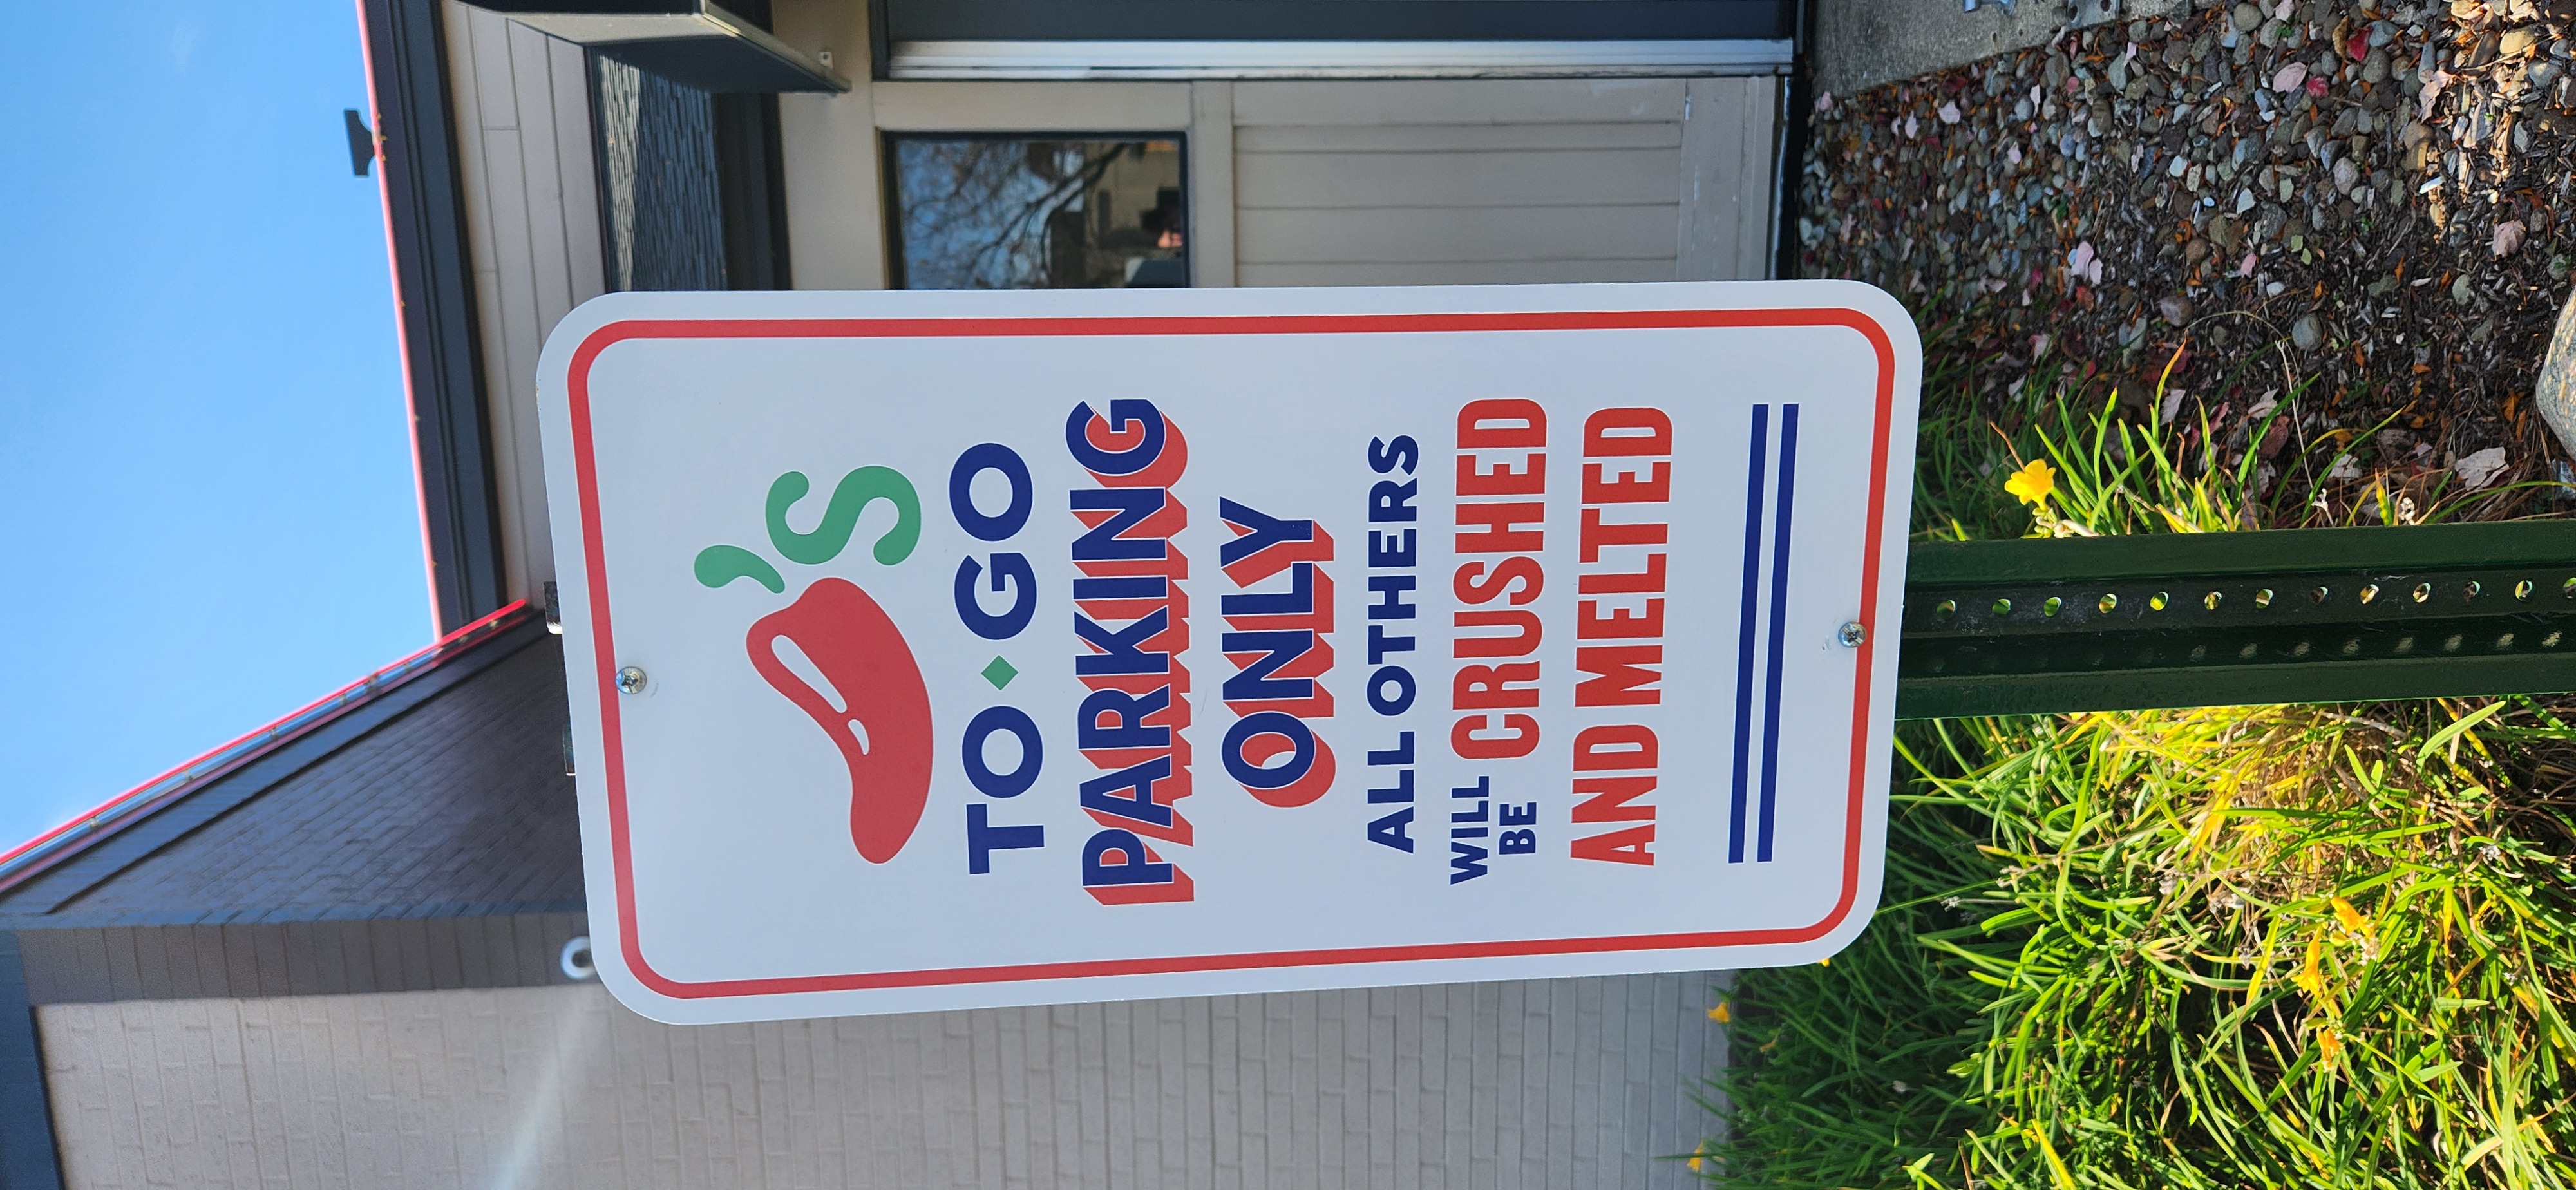 'S
TO GO
PARKING
ONLY
ALL OTHERS
WILL BE CRUSHED
AND MELTED